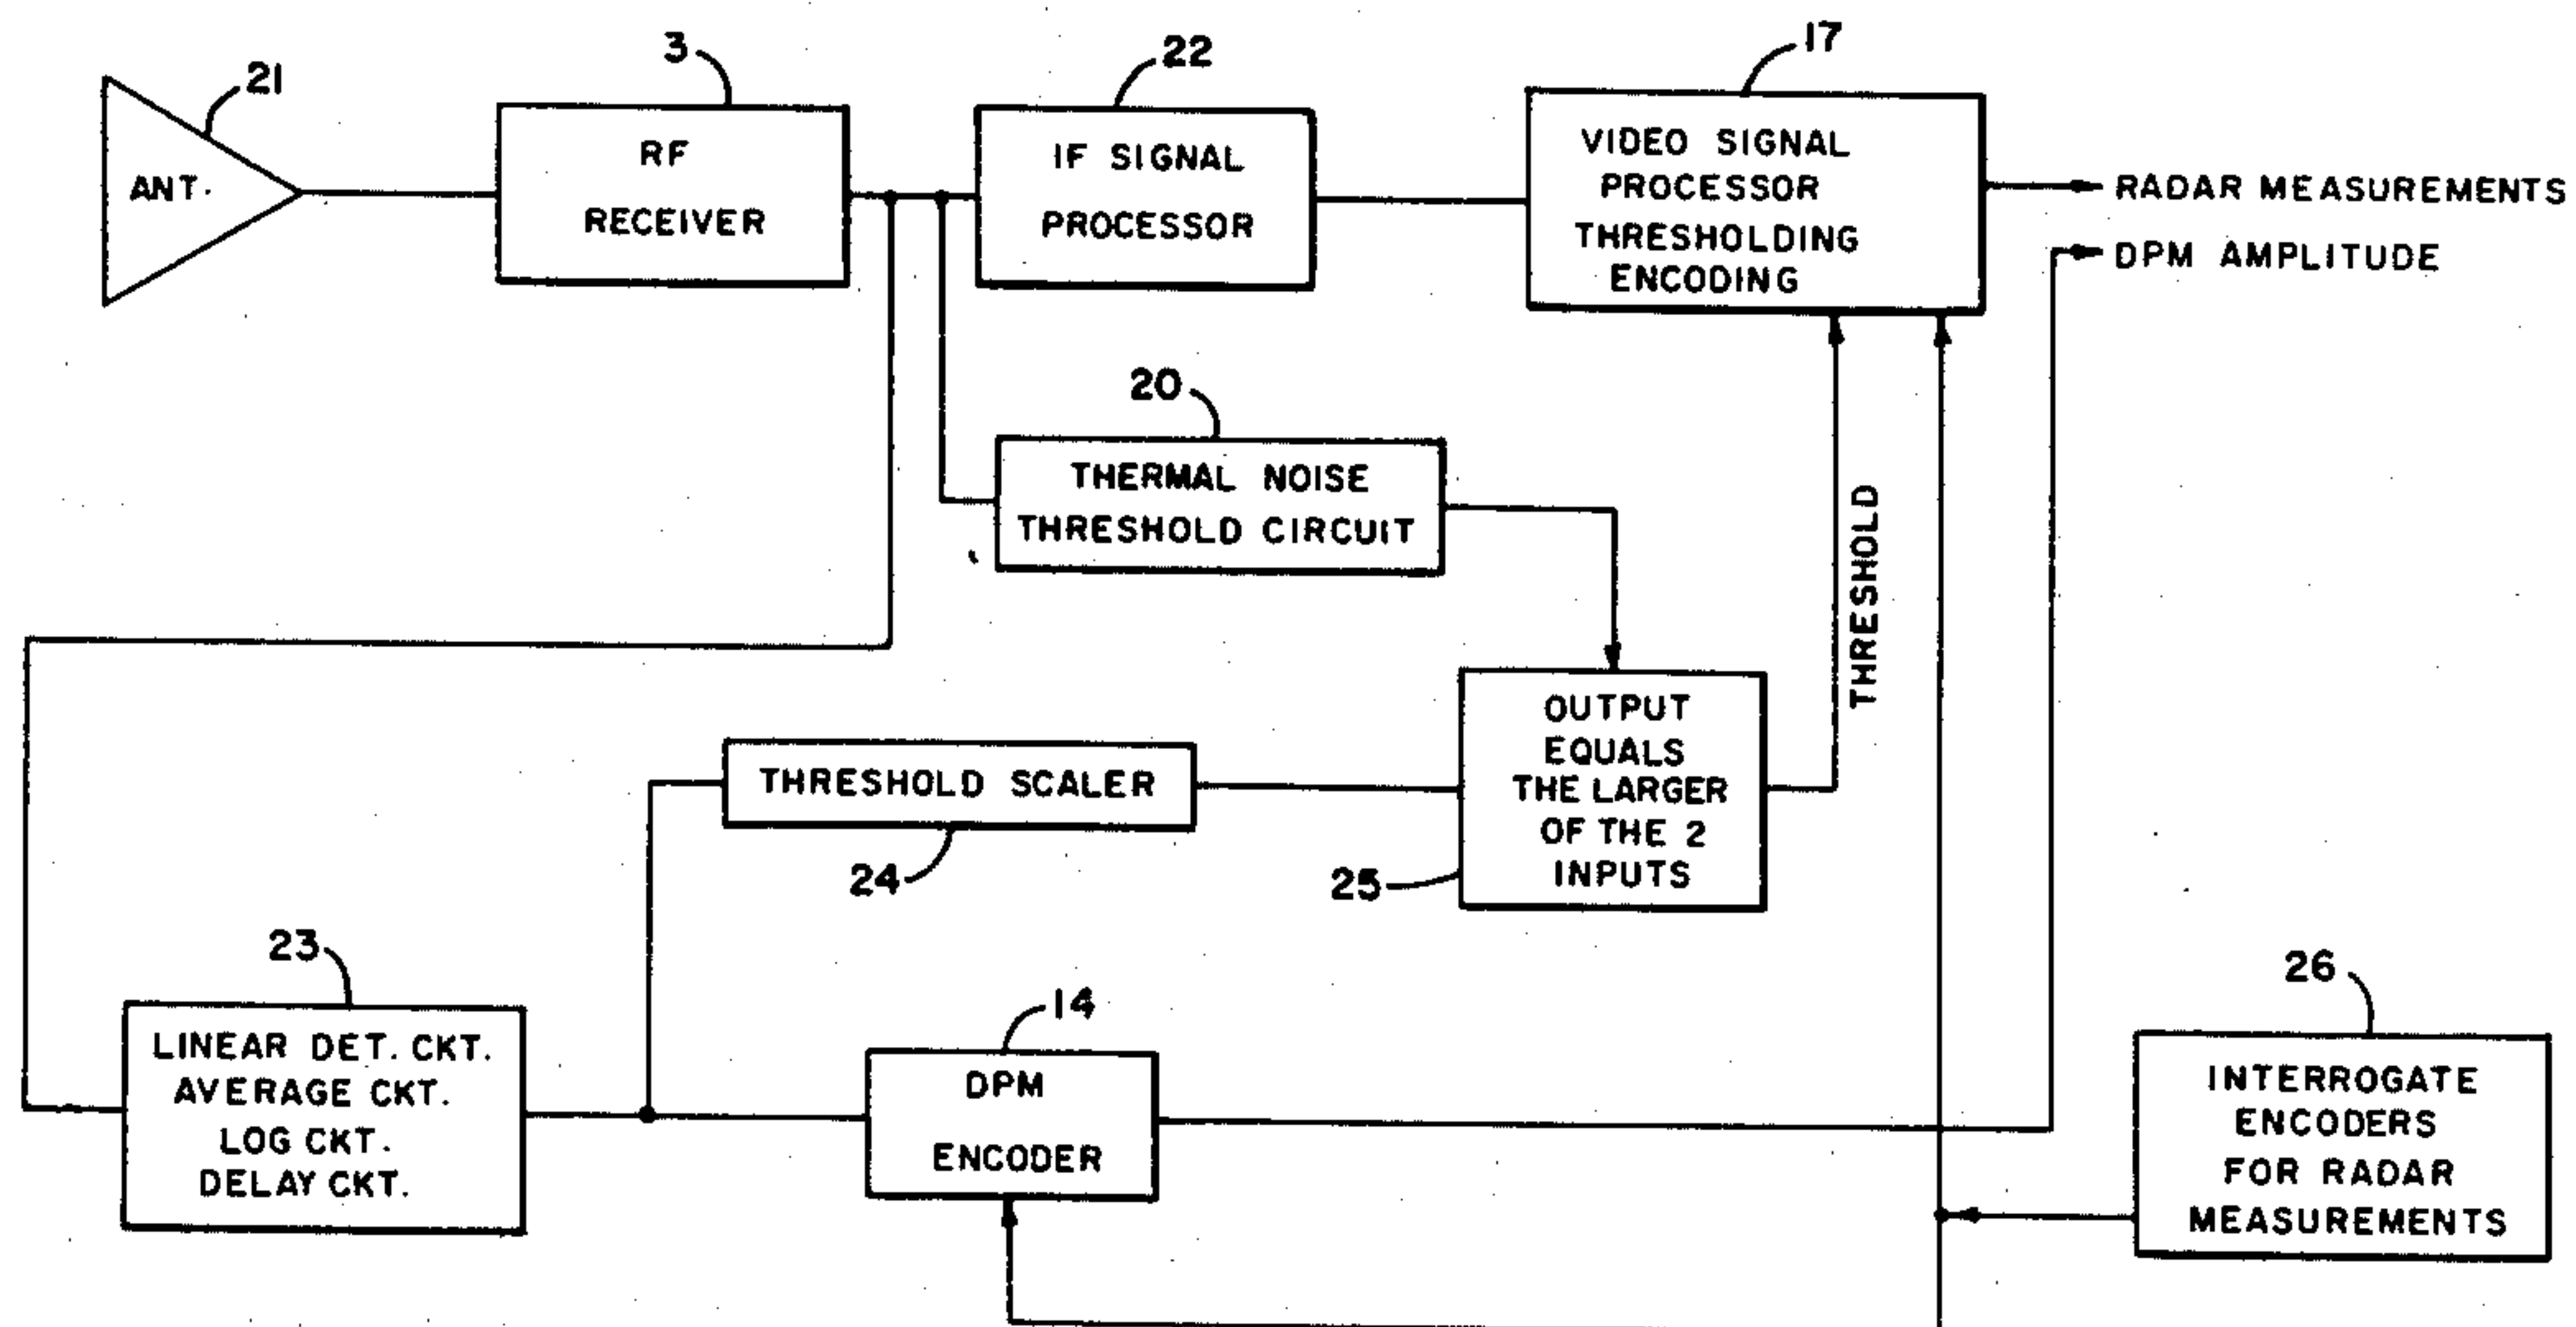 21
ANT.
3
RF
RECEIVER
22
IF SIGNAL
PROCESSOR
17
VIDEO SIGNAL
PROCESSOR
THRESHOLDING
ENCODING
RADAR MEASUREMENTS
DPM AMPLITUDE
20
THERMAL NOISE
THRESHOLD CIRCUIT
THRESHOLD
THRESHOLD SCALER
24
OUTPUT
EQUALS
THE LARGER
OF THE 2
INPUTS
25
23
LINEAR DET. CKT.
AVERAGE CKT.
LOG CKT.
DELAY CKT.
14
DPM
ENCODER
26
INTERROGATE
ENCODERS
FOR RADAR
MEASUREMENTS